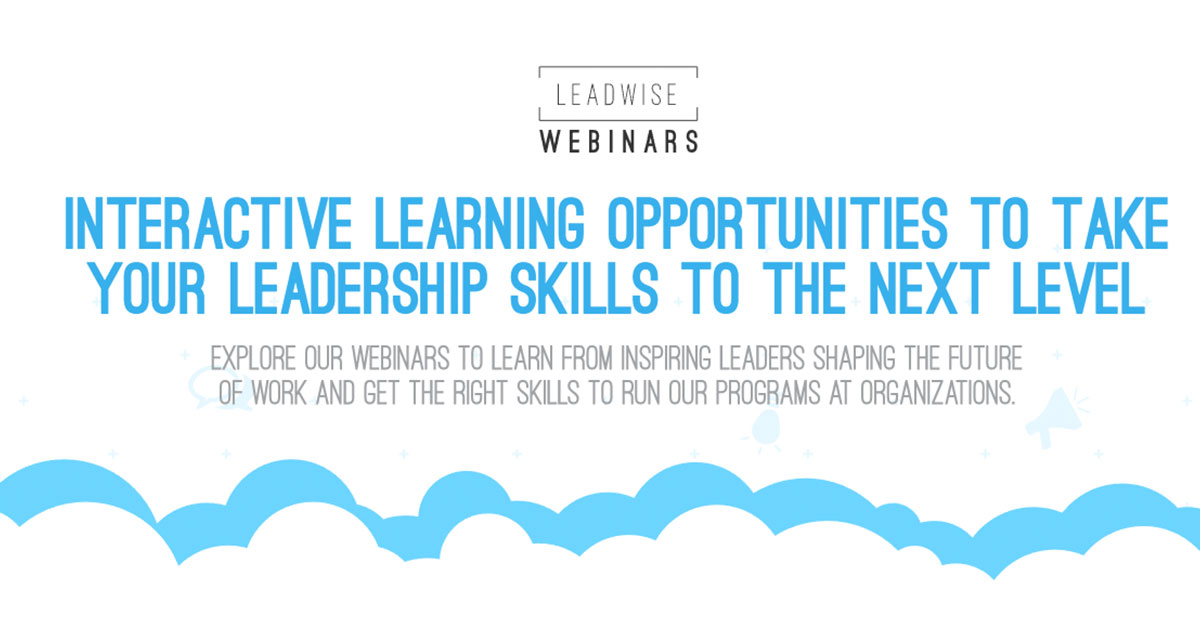 LEADWISE
WEBINARS
INTERACTIVE LEARNING OPPORTUNITIES TO TAKE
YOUR LEADERSHIP SKILLS TO THE NEXT LEVEL
EXPLORE OUR WEBINARS TO LEARN FROM INSPIRING LEADERS SHAPING THE FUTURE
OF WORK AND GET THE RIGHT SKILLS TO RUN OUR PROGRAMS AT ORGANIZATIONS.